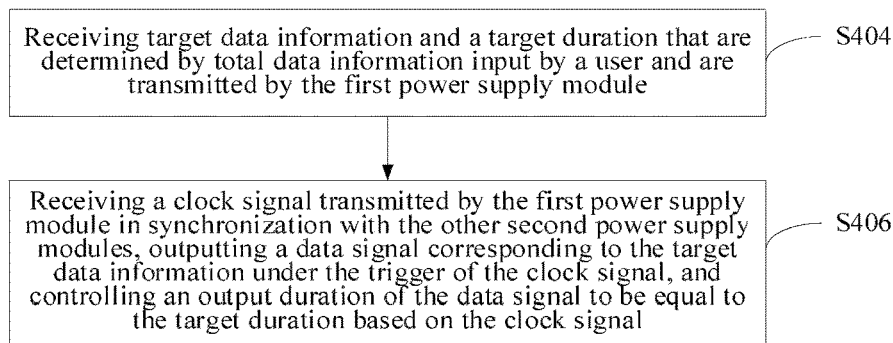 Receiving target data information and a target duration that are
determined by total data information input by a user and are
transmitted by the first power supply module
S404
Receiving a clock signal transmitted by the first power supply
module in synchronization with the other second power supply
modules, outputting a data signal corresponding to the target
data information under the trigger of the clock signal, and
controlling an output duration of the data signal to be equal to
the target duration based on the clock signal
S406